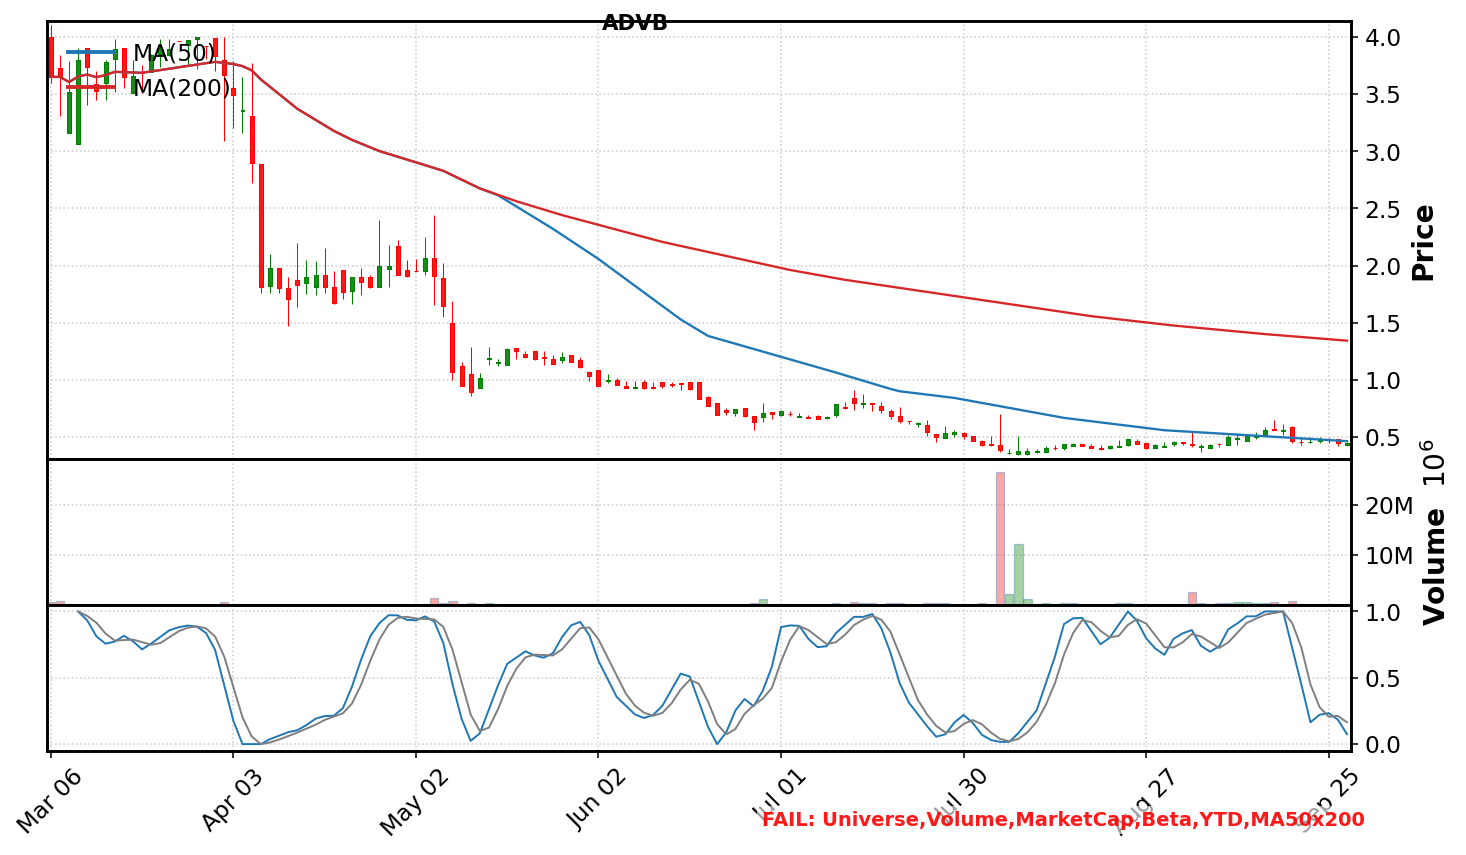 ADVB
MA(50)
MA(200)
4.0
3.5
3.0
2.5
2.0
1.5
1.0
0.5
Price
20M
10M
Volume 10^6
1.0
0.5
0.0
Mar 06
Apr 03
May 02
Jun 02
Jul 01
Jul 30
Aug 27
Sep 25
FAIL: Universe,Volume,MarketCap,Beta,YTD,MA50x200